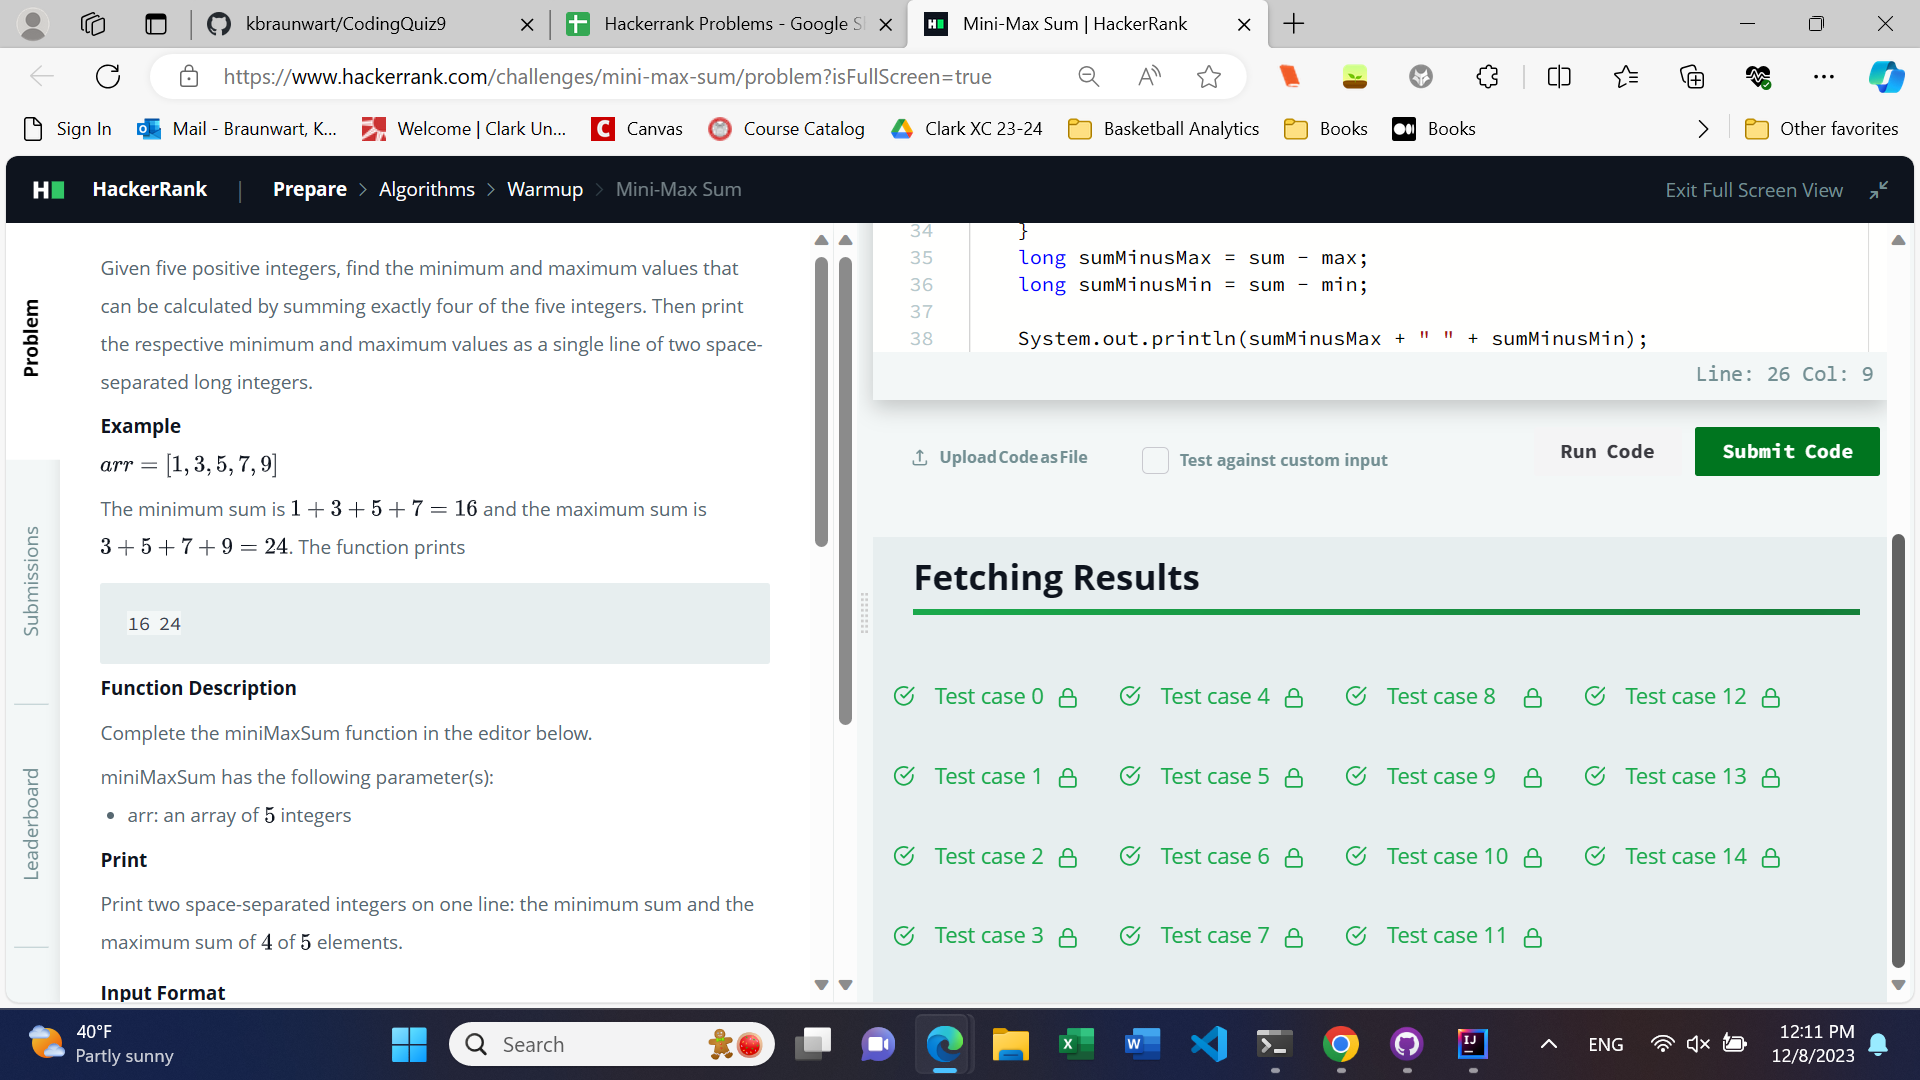 kbraunwart/CodingQuiz9
Hackerrank Problems - Google Sl
Mini-Max Sum | HackerRank
https://www.hackerrank.com/challenges/mini-max-sum/problem?isFullScreen=true
Sign In
Mail - Braunwart, K...
Welcome | Clark Un...
Canvas
Course Catalog
Clark XC 23-24
Basketball Analytics
Books
Books
Other favorites
HackerRank | Prepare > Algorithms > Warmup > Mini-Max Sum
Exit Full Screen View
Problem
Submissions
Leaderboard
Given five positive integers, find the minimum and maximum values that
can be calculated by summing exactly four of the five integers. Then print
the respective minimum and maximum values as a single line of two space-
separated long integers.
Example
arr = [1, 3, 5, 7, 9]
The minimum sum is 1 + 3 + 5 + 7 = 16 and the maximum sum is
3 + 5 + 7 + 9 = 24. The function prints
16 24
Function Description
Complete the miniMaxSum function in the editor below.
miniMaxSum has the following parameter(s):
• arr: an array of 5 integers
Print
Print two space-separated integers on one line: the minimum sum and the
maximum sum of 4 of 5 elements.
Input Format
34 }
35 long sumMinusMax = sum - max;
36 long sumMinusMin = sum - min;
37
38 System.out.println(sumMinusMax + " " + sumMinusMin);
Line: 26 Col: 9
Upload Code as File
Test against custom input
Run Code
Submit Code
Fetching Results
Test case 0
Test case 4
Test case 8
Test case 12
Test case 1
Test case 5
Test case 9
Test case 13
Test case 2
Test case 6
Test case 10
Test case 14
Test case 3
Test case 7
Test case 11
40°F
Partly sunny
Search
ENG
12:11 PM
12/8/2023